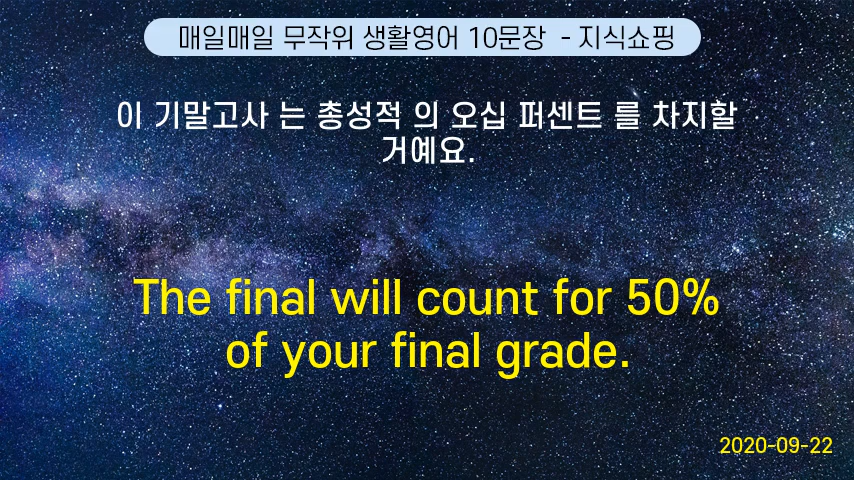 매일매일 무작위 생활영어 10문장 - 지식쇼핑
이 기말고사 는 총성적 의 오십 퍼센트 를 차지할
거예요.
The final will count for 50%
of your final grade.
2020-09-22